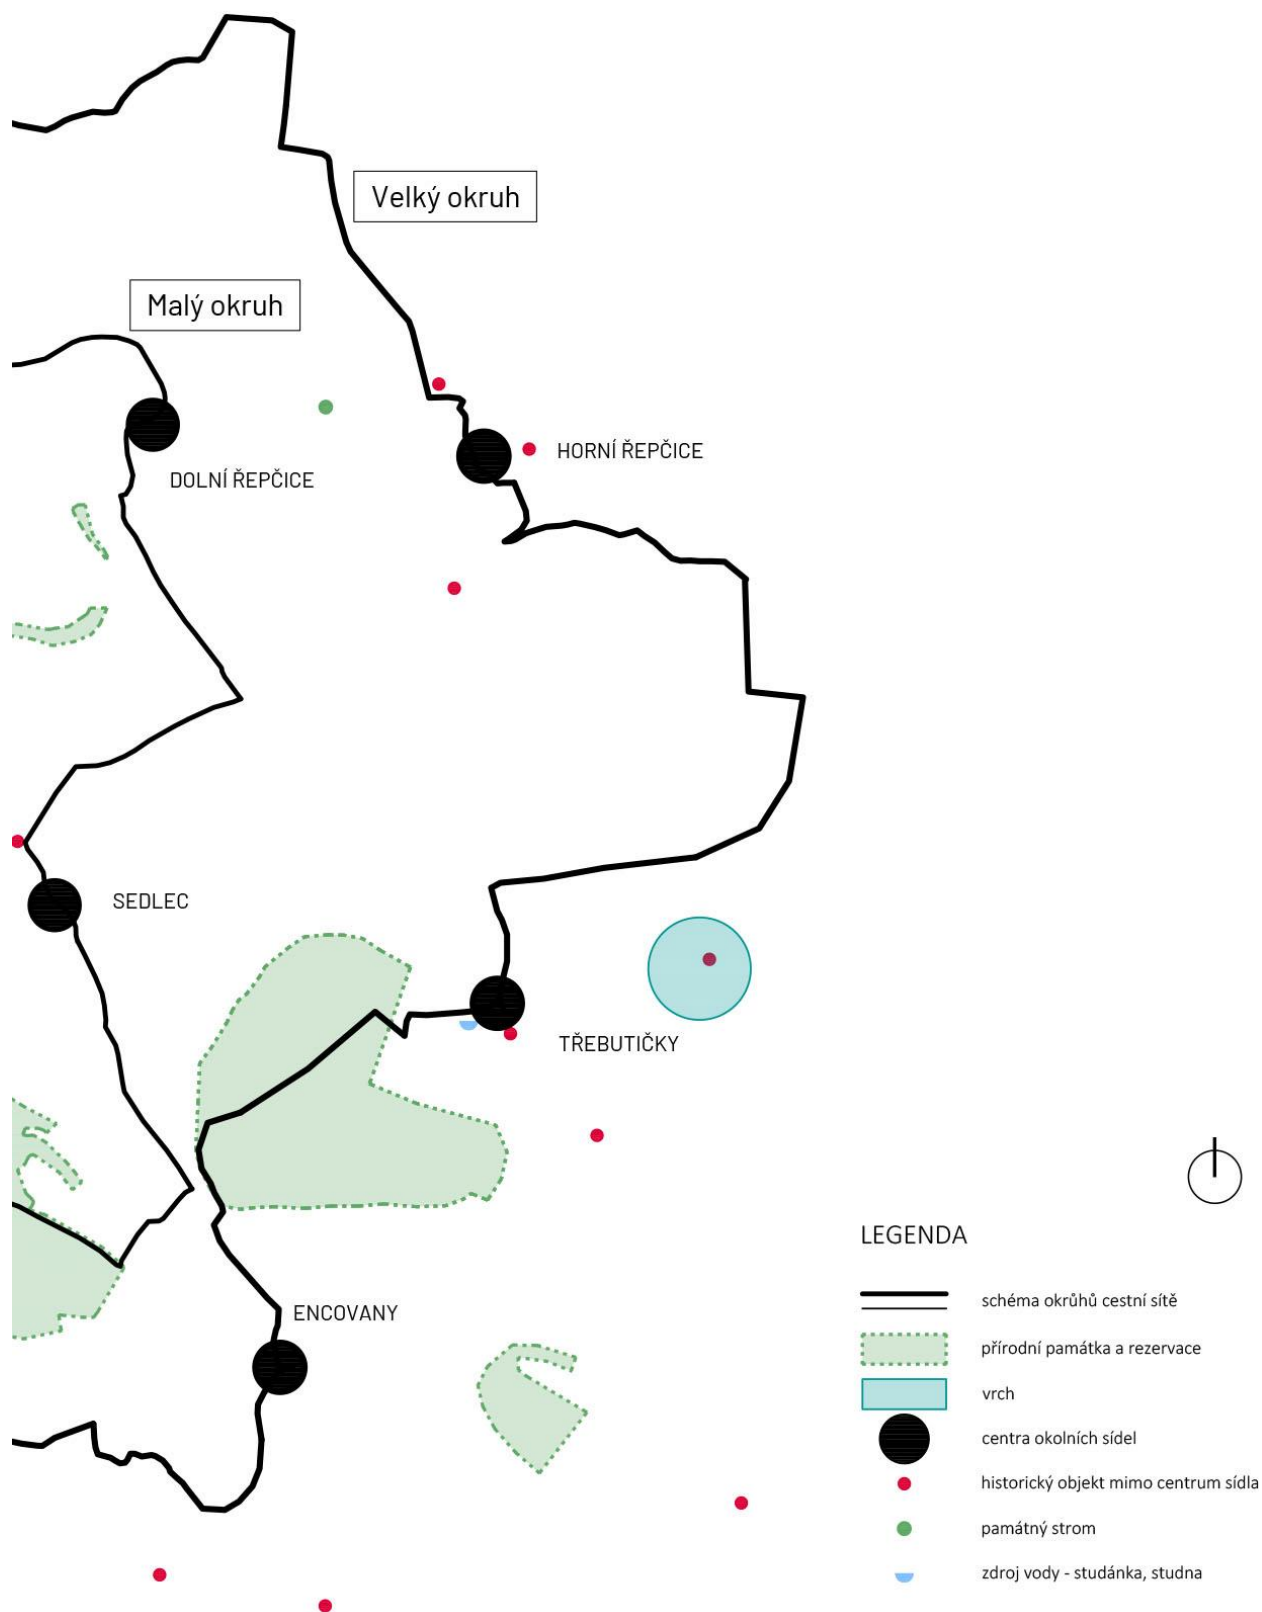 Velký okruh
Malý okruh
HORNÍ ŘEPČICE
DOLNÍ ŘEPČICE
SEDLEC
TŘEBUTIČKY
ENCOVANY
LEGENDA
schéma okrůhů cestní sítě
přírodní památka a rezervace
vrch
centra okolních sídel
historický objekt mimo centrum sídla
památný strom
zdroj vody - studánka, studna